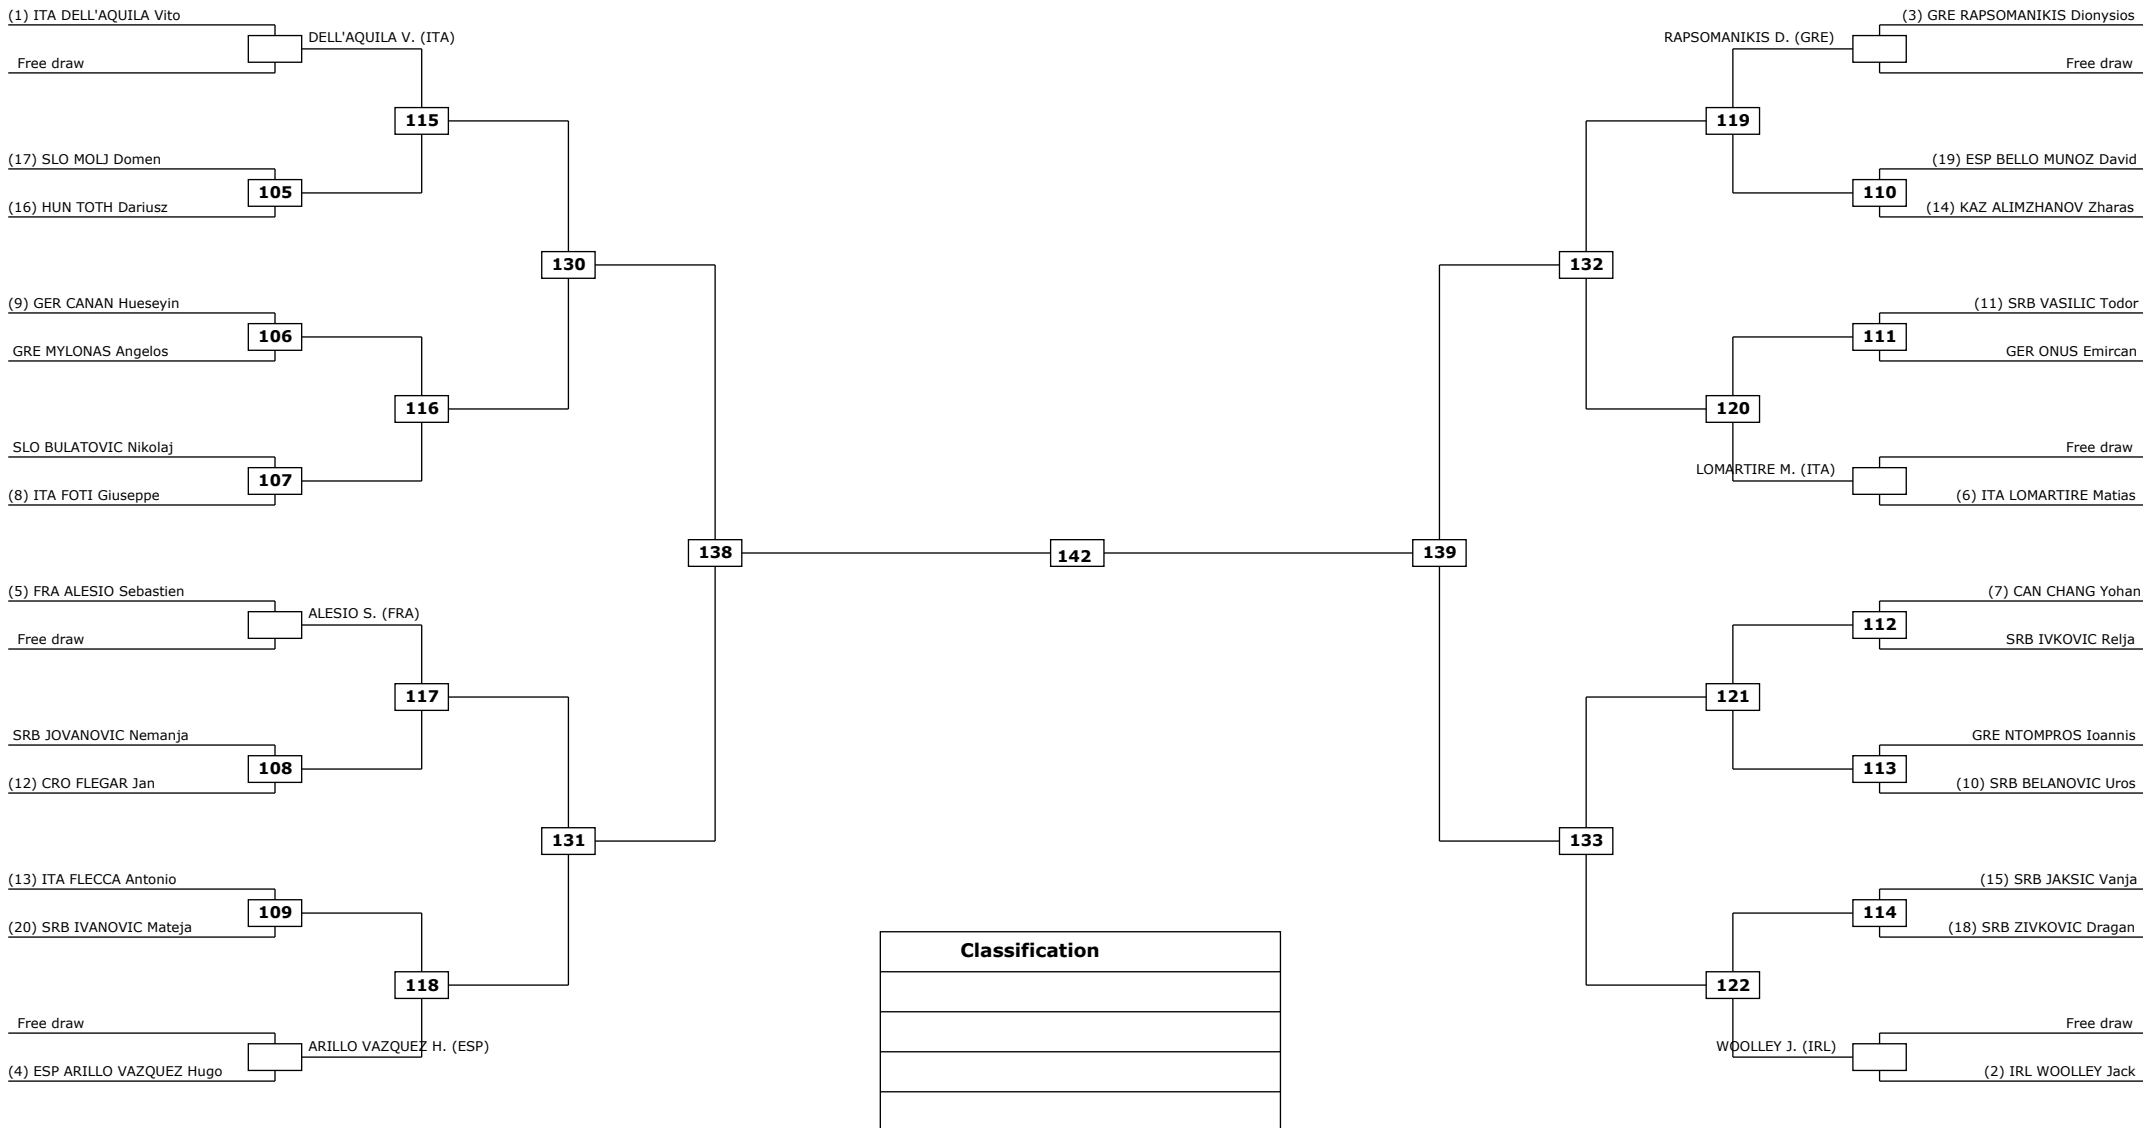 (1) ITA DELL'AQUILA Vito
DELL'AQUILA V. (ITA)
Free draw
115
(17) SLO MOLJ Domen
105
(16) HUN TOTH Dariusz
130
(9) GER CANAN Hueseyin
106
GRE MYLONAS Angelos
116
SLO BULATOVIC Nikolaj
107
(8) ITA FOTI Giuseppe
138
(5) FRA ALESIO Sebastien
ALESIO S. (FRA)
Free draw
117
SRB JOVANOVIC Nemanja
108
(12) CRO FLEGAR Jan
131
(13) ITA FLECCA Antonio
109
(20) SRB IVANOVIC Mateja
118
Free draw
ARILLO VAZQUEZ H. (ESP)
(4) ESP ARILLO VAZQUEZ Hugo
142
(3) GRE RAPSOMANIKIS Dionysios
RAPSOMANIKIS D. (GRE)
Free draw
119
(19) ESP BELLO MUNOZ David
110
(14) KAZ ALIMZHANOV Zharas
132
(11) SRB VASILIC Todor
111
GER ONUS Emircan
120
Free draw
LOMARTIRE M. (ITA)
(6) ITA LOMARTIRE Matias
139
(7) CAN CHANG Yohan
112
SRB IVKOVIC Relja
121
GRE NTOMPROS Ioannis
113
(10) SRB BELANOVIC Uros
133
(15) SRB JAKSIC Vanja
114
(18) SRB ZIVKOVIC Dragan
122
Free draw
WOOLLEY J. (IRL)
(2) IRL WOOLLEY Jack
Classification